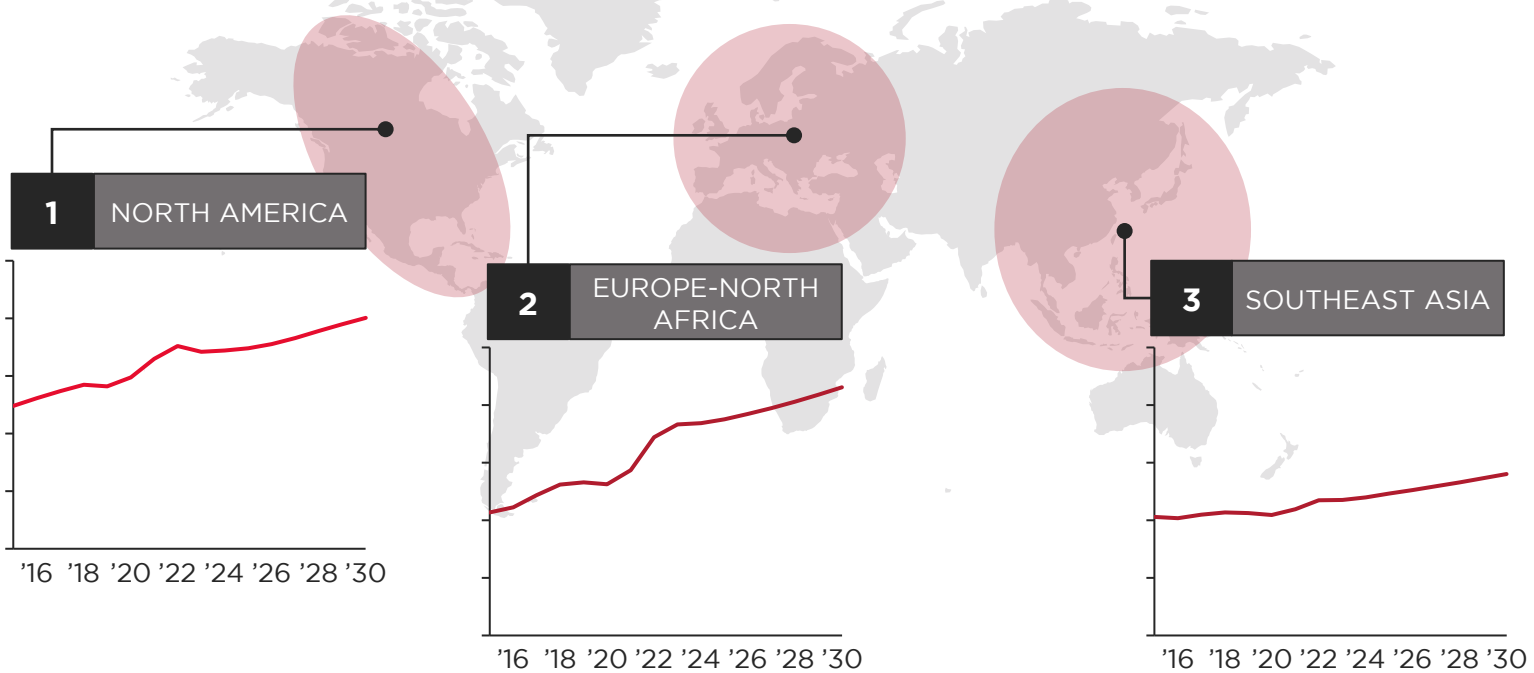 1 NORTH AMERICA
’16 ’18 ’20 ’22 ’24 ’26 ’28 ’30
2 EUROPE-NORTH
AFRICA
’16 ’18 ’20 ’22 ’24 ’26 ’28 ’30
3 SOUTHEAST ASIA
’16 ’18 ’20 ’22 ’24 ’26 ’28 ’30